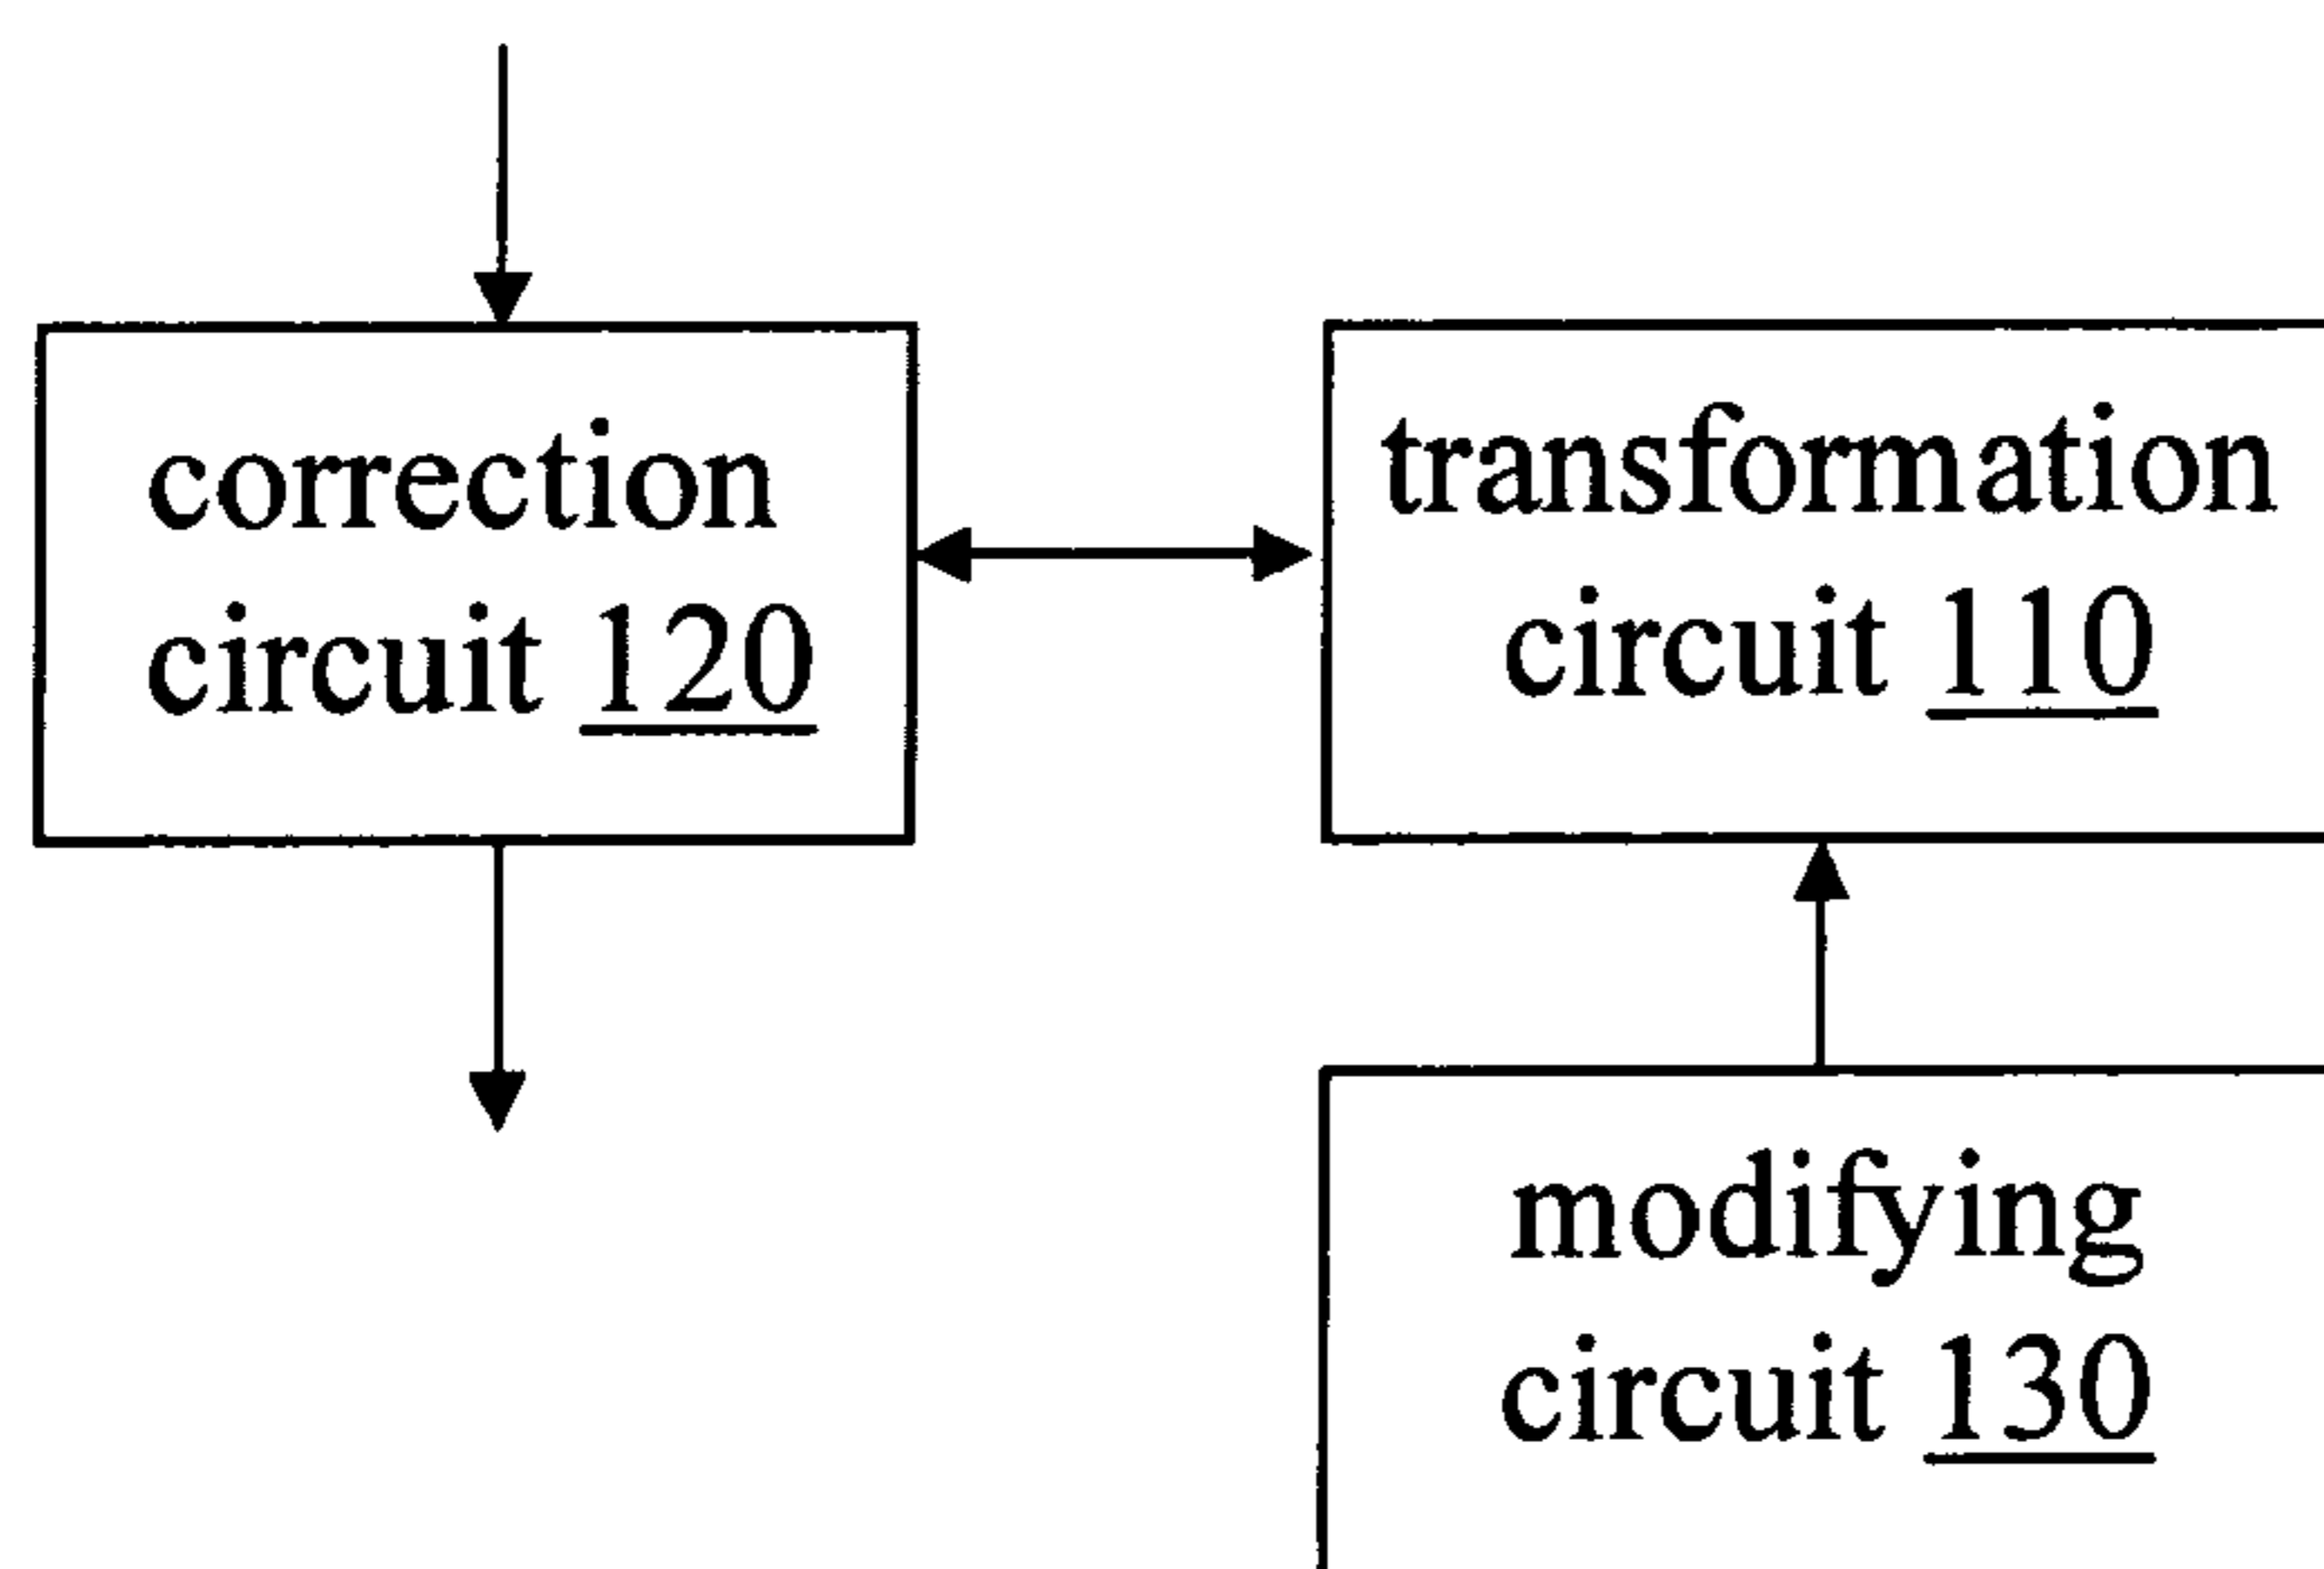 correction
circuit 120
transformation
circuit 110
modifying
circuit 130